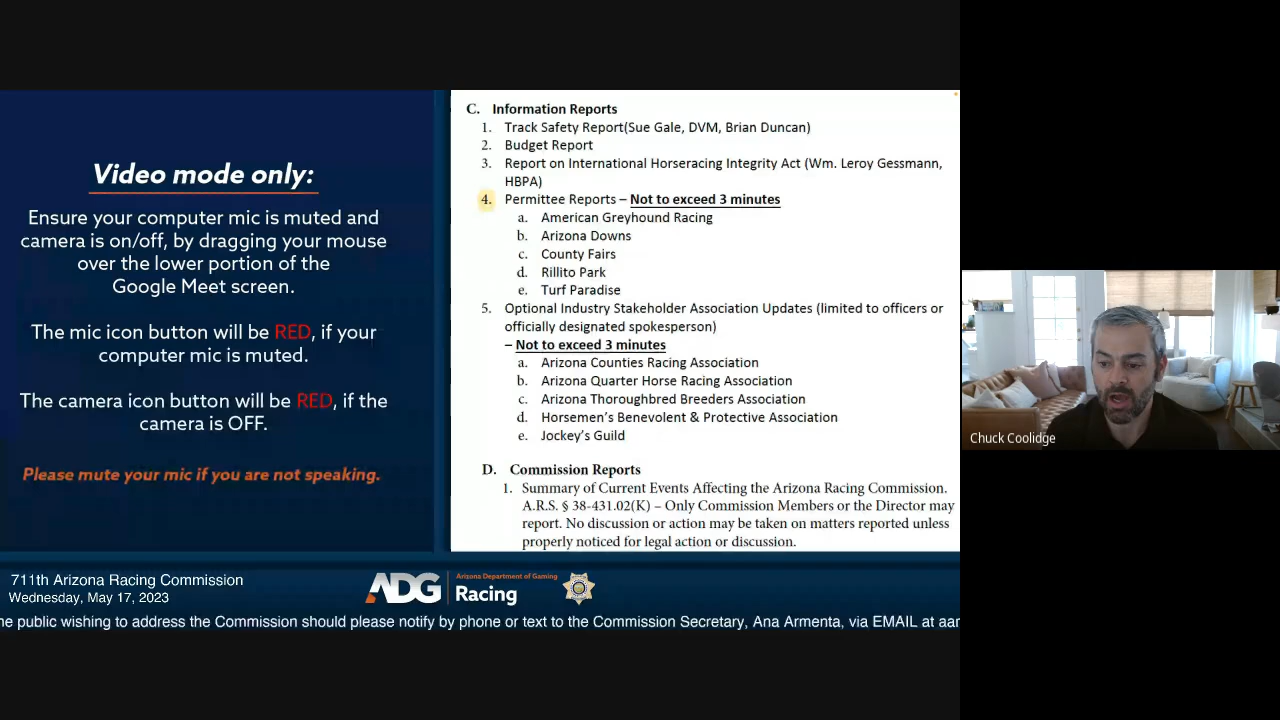 Video mode only:
Ensure your computer mic is muted and
camera is on/off, by dragging your mouse
over the lower portion of the
Google Meet screen.
The mic icon button will be RED, if your
computer mic is muted.
The camera icon button will be RED, if the
camera is OFF.
Please mute your mic if you are not speaking.
C. Information Reports
1. Track Safety Report(Sue Gale, DVM, Brian Duncan)
2. Budget Report
3. Report on International Horseracing Integrity Act (Wm. Leroy Gessmann,
HBPA)
4. Permittee Reports – Not to exceed 3 minutes
a. American Greyhound Racing
b. Arizona Downs
c. County Fairs
d. Rillito Park
e. Turf Paradise
5. Optional Industry Stakeholder Association Updates (limited to officers or
officially designated spokesperson)
– Not to exceed 3 minutes
a. Arizona Counties Racing Association
b. Arizona Quarter Horse Racing Association
c. Arizona Thoroughbred Breeders Association
d. Horsemen's Benevolent & Protective Association
e. Jockey's Guild
D. Commission Reports
1. Summary of Current Events Affecting the Arizona Racing Commission.
A.R.S. § 38-431.02(K) – Only Commission Members or the Director may
report. No discussion or action may be taken on matters reported unless
properly noticed for legal action or discussion.
Chuck Coolidge
711th Arizona Racing Commission
Wednesday, May 17, 2023
ADG
Arizona Department of Gaming
Racing
he public wishing to address the Commission should please notify by phone or text to the Commission Secretary, Ana Armenta, via EMAIL at aar